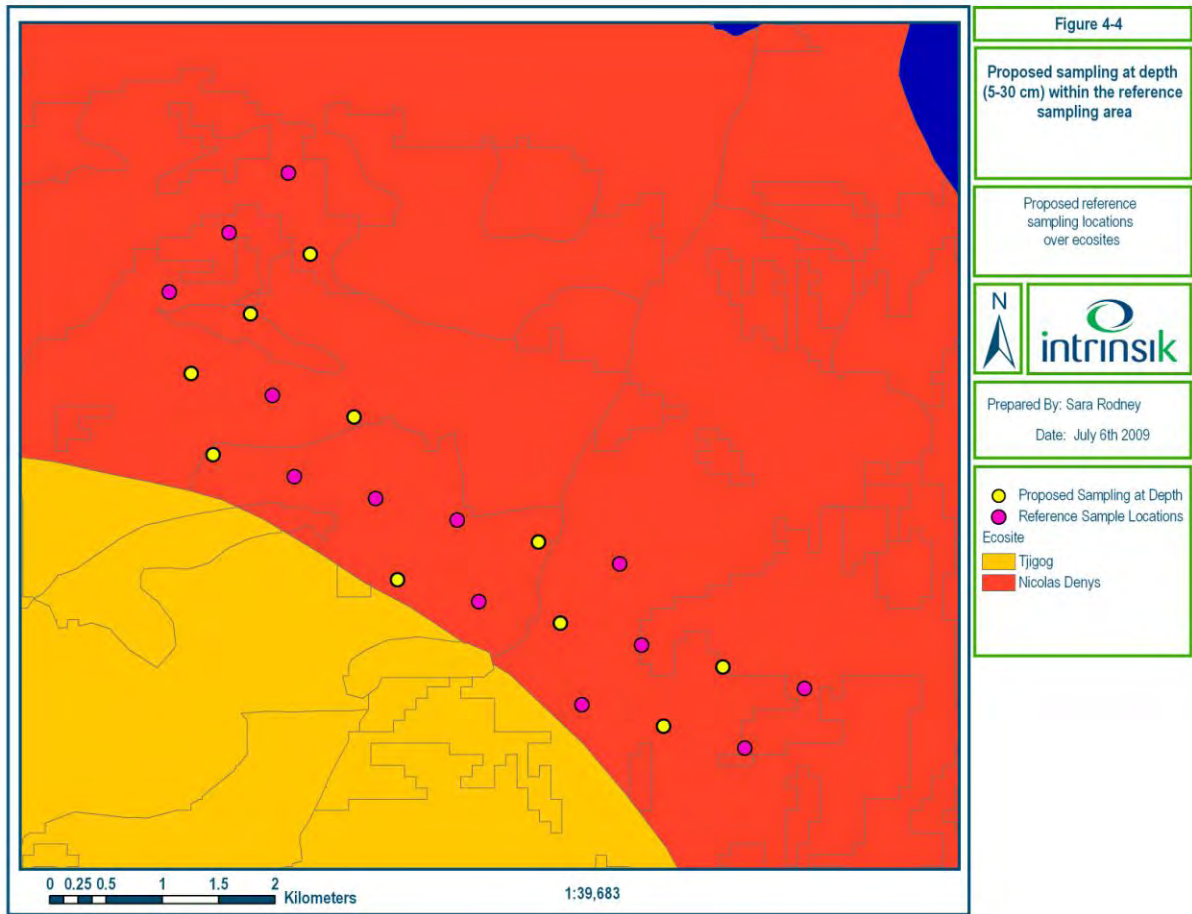 Figure 4-4
Proposed sampling at depth
(5-30 cm) within the reference
sampling area
Proposed reference
sampling locations
over ecosites
N
intrinsik
Prepared By: Sara Rodney
Date: July 6th 2009
Proposed Sampling at Depth
Reference Sample Locations
Ecosite
Tjigog
Nicolas Denys
0 0.25 0.5 1 1.5 2
Kilometers
1:39,683